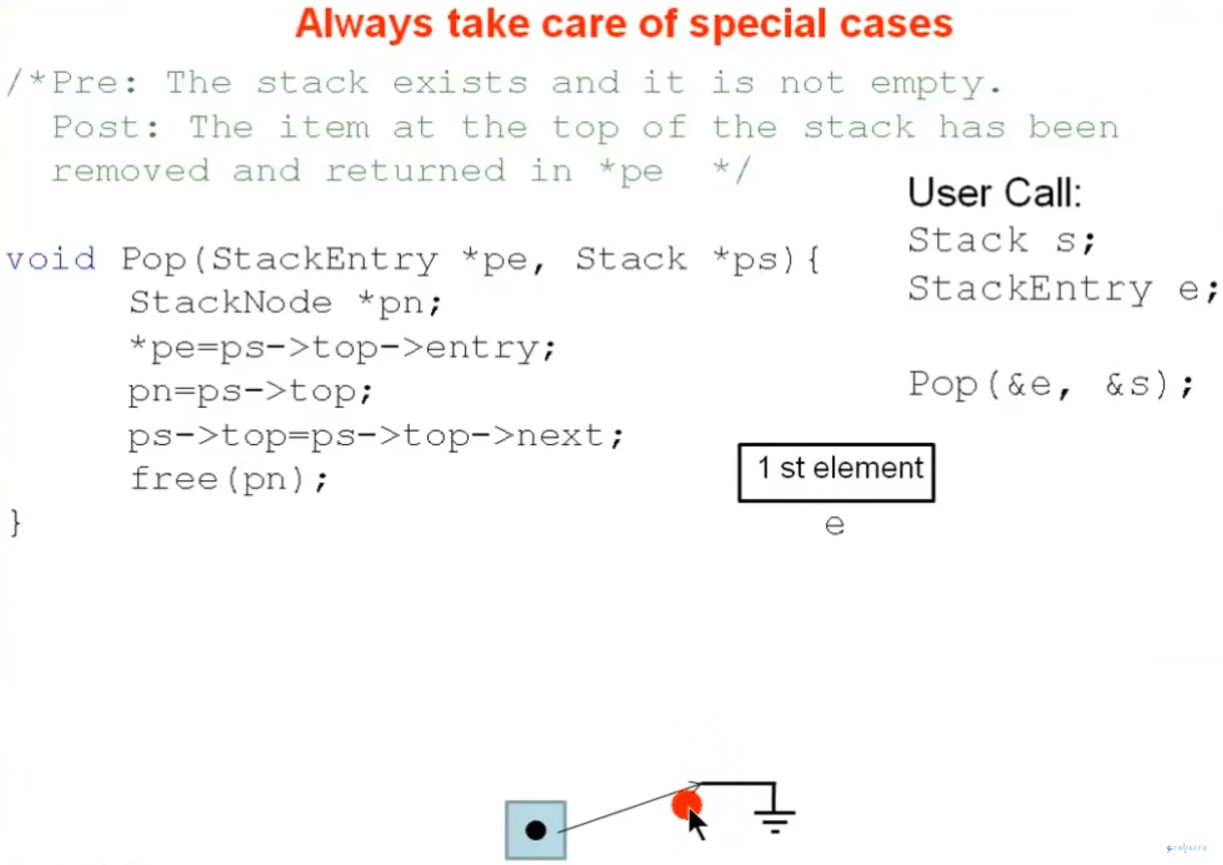 Always take care of special cases
/*Pre: The stack exists and it is not empty.
Post: The item at the top of the stack has been
removed and returned in *pe */
User Call:
Stack s;
StackEntry e;
Pop(&e, &s);
void Pop(StackEntry *pe, Stack *ps){
StackNode *pn;
*pe=ps->top->entry;
pn=ps->top;
ps->top=ps->top->next;
free(pn);
}
1 st element
e